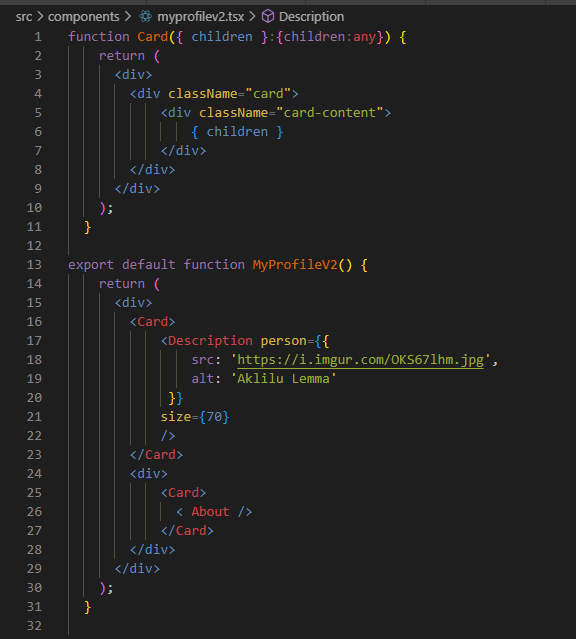 src > components > myprofilev2.tsx > Description
1 function Card({ children }:{children:any}) {
2 return (
3 <div>
4 <div className="card">
5 <div className="card-content">
6 { children }
7 </div>
8 </div>
9 </div>
10 );
11 }
12
13 export default function MyProfileV2() {
14 return (
15 <div>
16 <Card>
17 <Description person={{
18 src: 'https://i.imgur.com/OKS67lhm.jpg',
19 alt: 'Aklilu Lemma'
20 }}
21 size={70}
22 />
23 </Card>
24 <div>
25 <Card>
26 < About />
27 </Card>
28 </div>
29 </div>
30 );
31 }
32